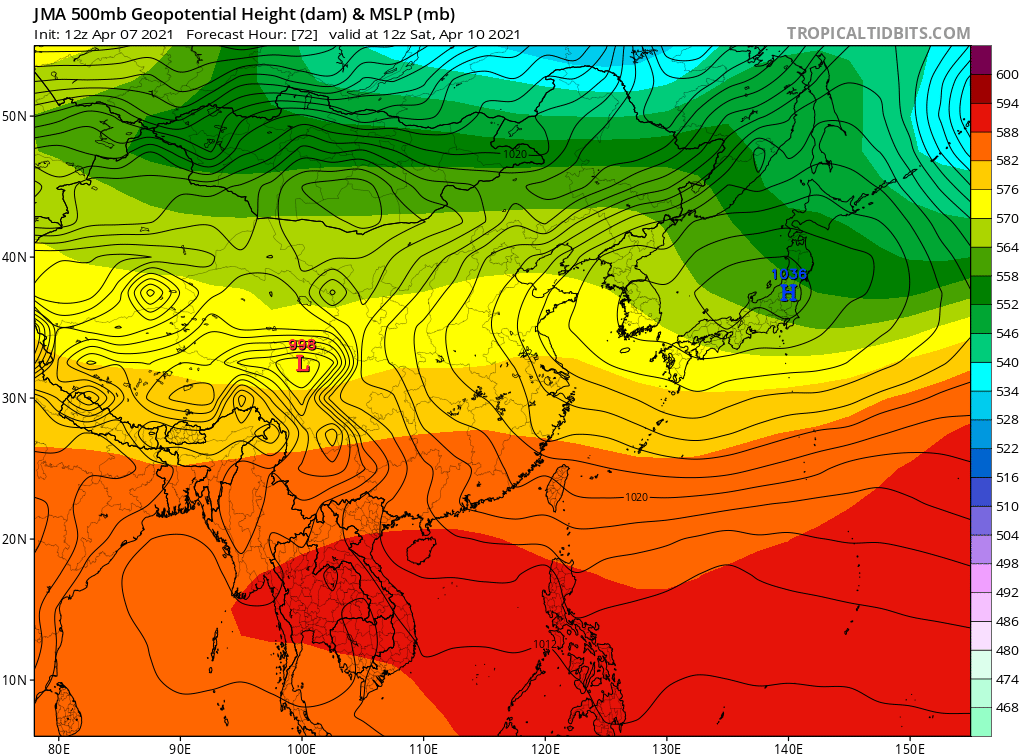 JMA 500mb Geopotential Height (dam) & MSLP (mb)
Init: 12z Apr 07 2021 Forecast Hour: [72] valid at 12z Sat, Apr 10 2021
TROPICALTIDBITS.COM
600
594
588
582
576
570
564
558
552
546
540
534
528
522
516
510
504
498
492
486
480
474
468
50N
40N
30N
20N
10N
1020
1036
H
998
L
1020
1012
80E
90E
100E
110E
120E
130E
140E
150E